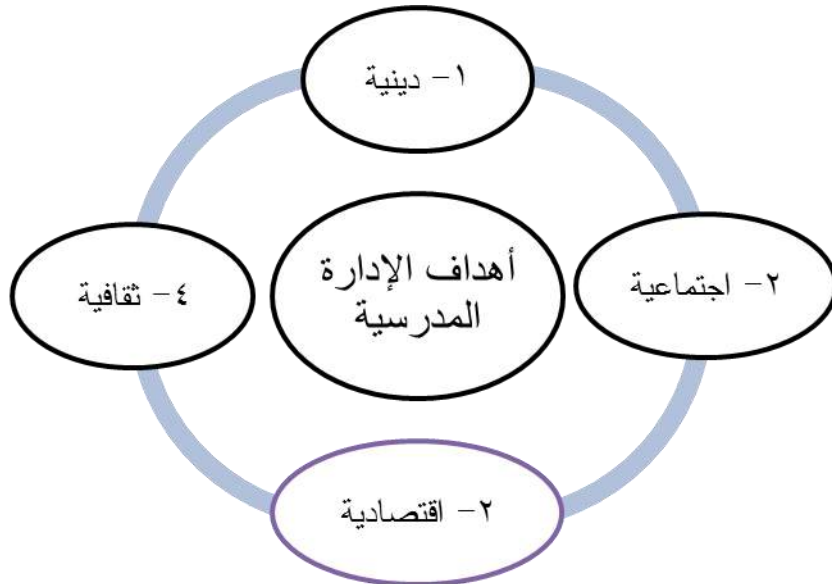 ١- دينية
أهداف الإدارة
المدرسية
٢- اجتماعية
٢- اقتصادية
٤- ثقافية